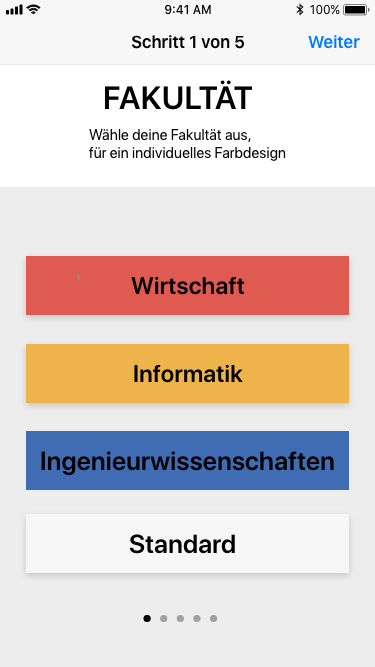 9:41 AM 100%
Schritt 1 von 5 Weiter
FAKULTÄT
Wähle deine Fakultät aus,
für ein individuelles Farbdesign
Wirtschaft
Informatik
Ingenieurwissenschaften
Standard